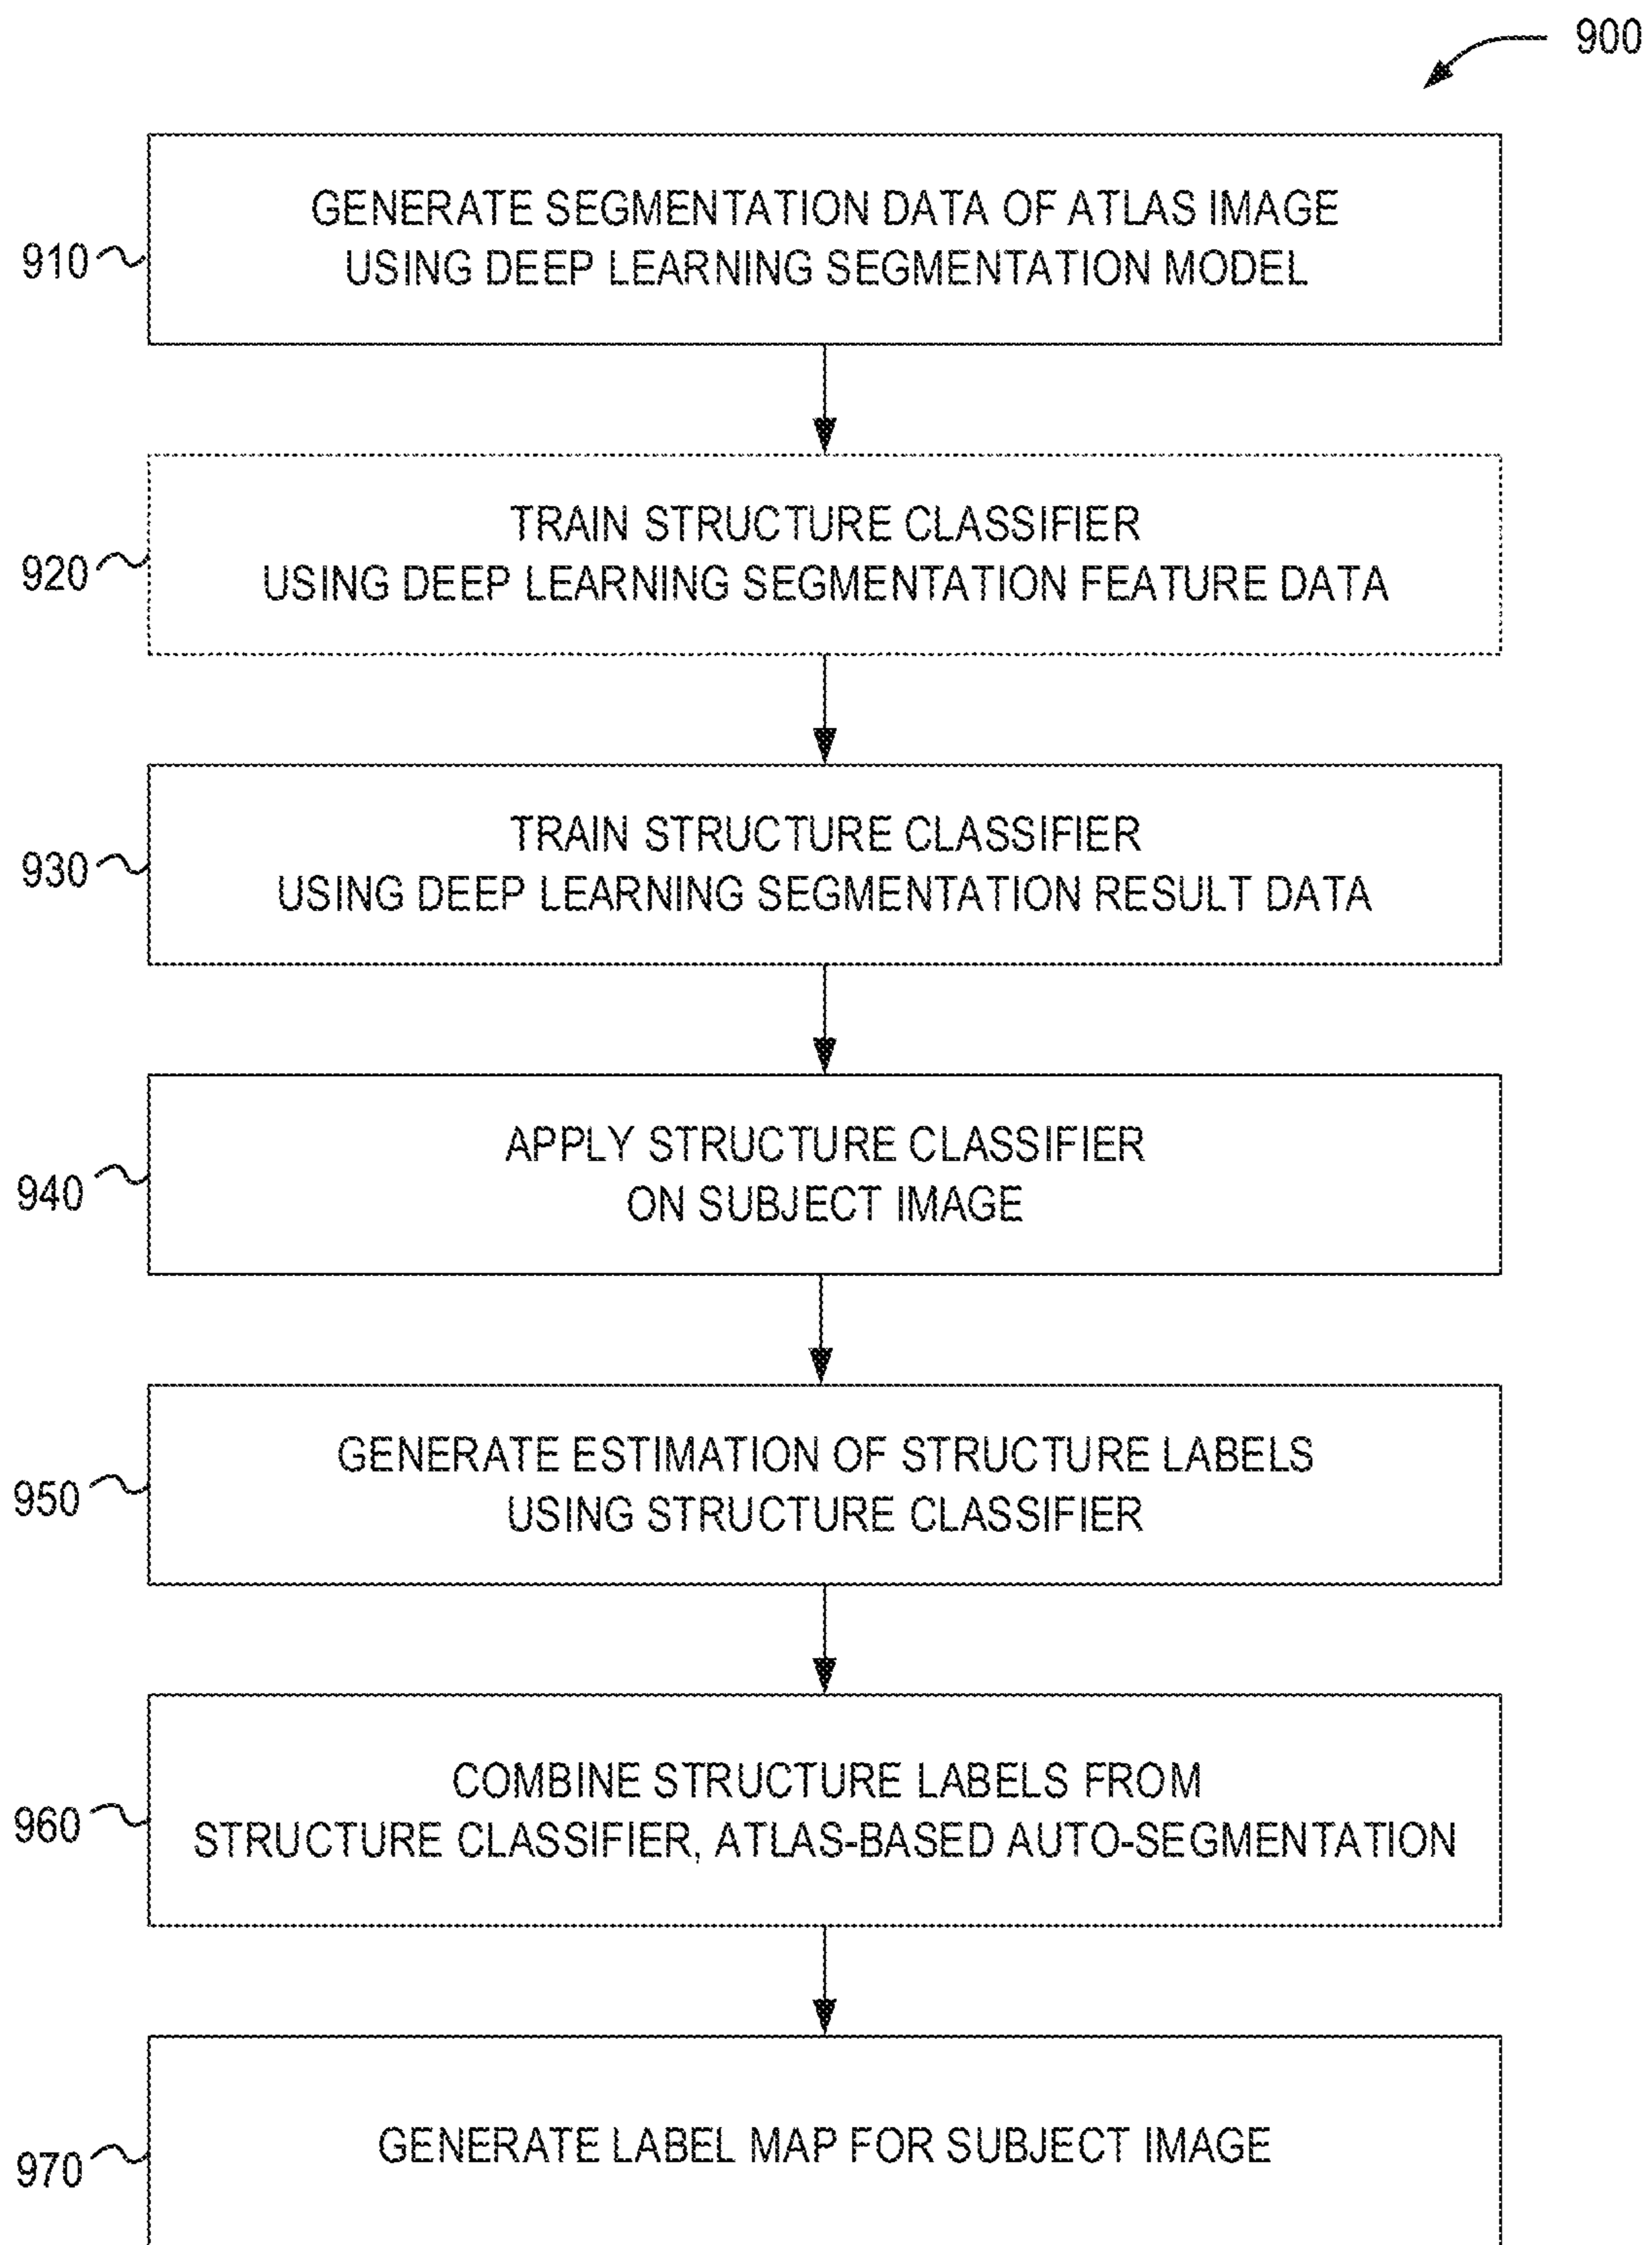 900
GENERATE SEGMENTATION DATA OF ATLAS IMAGE
USING DEEP LEARNING SEGMENTATION MODEL
910
TRAIN STRUCTURE CLASSIFIER
USING DEEP LEARNING SEGMENTATION FEATURE DATA
920
TRAIN STRUCTURE CLASSIFIER
USING DEEP LEARNING SEGMENTATION RESULT DATA
930
APPLY STRUCTURE CLASSIFIER
ON SUBJECT IMAGE
940
GENERATE ESTIMATION OF STRUCTURE LABELS
USING STRUCTURE CLASSIFIER
950
COMBINE STRUCTURE LABELS FROM
STRUCTURE CLASSIFIER, ATLAS-BASED AUTO-SEGMENTATION
960
GENERATE LABEL MAP FOR SUBJECT IMAGE
970